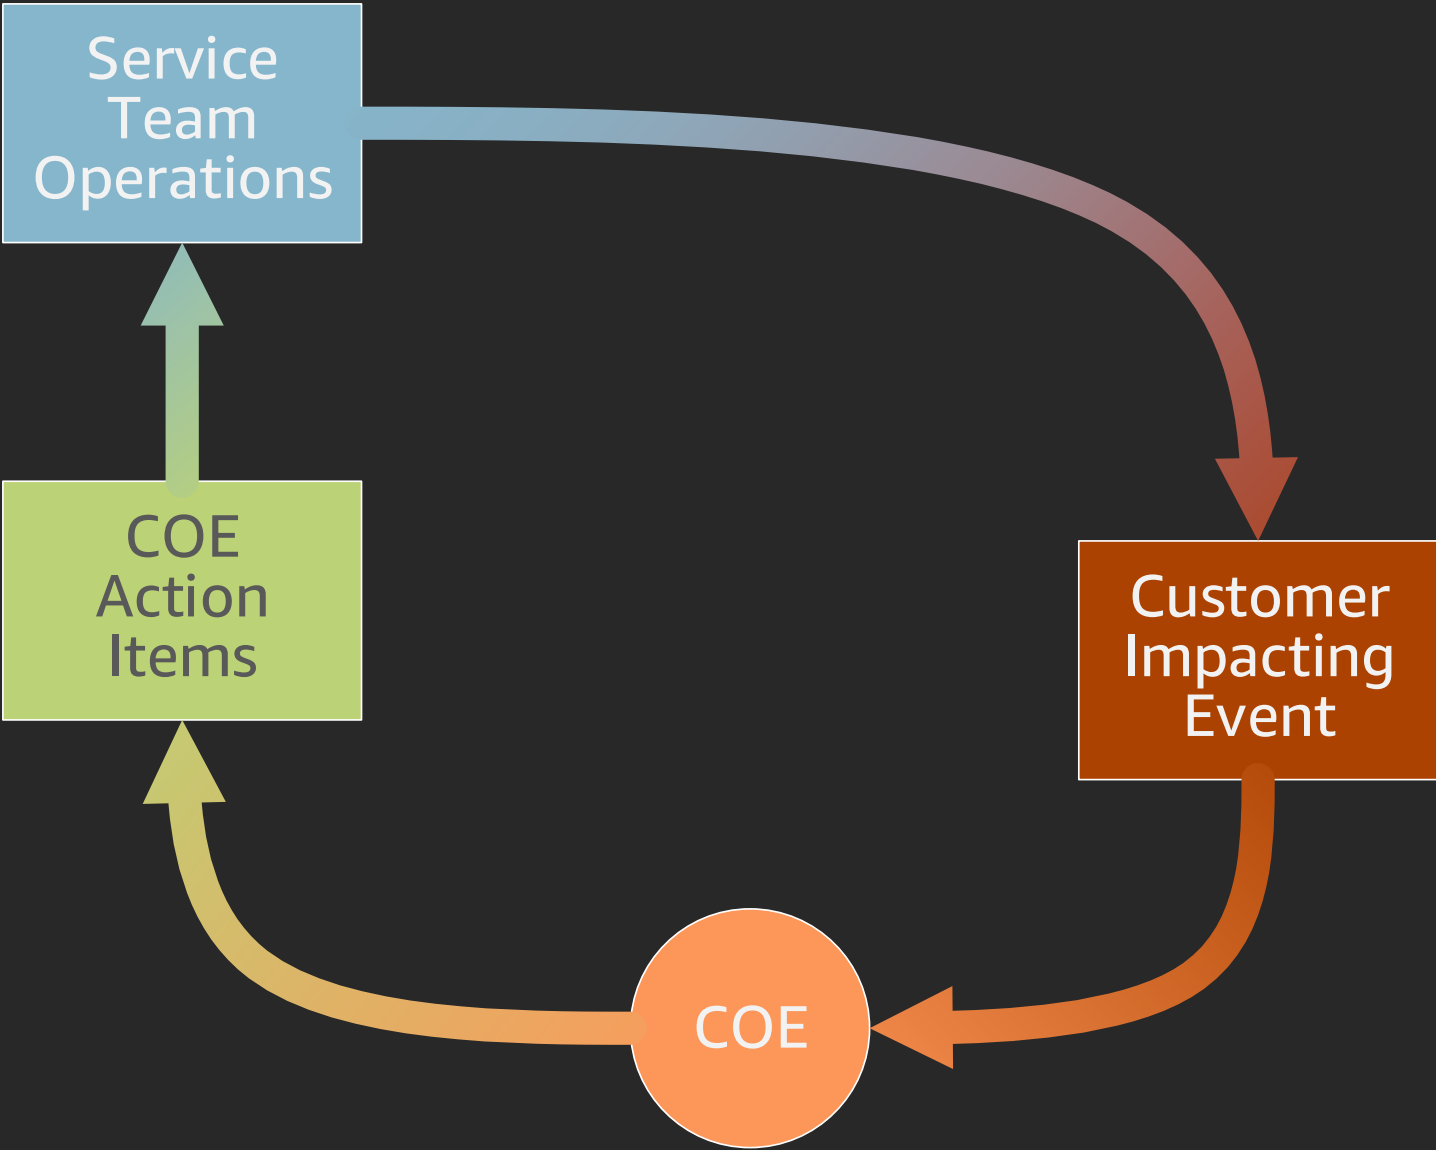 Service
Team
Operations
COE
Action
Items
Customer
Impacting
Event
COE